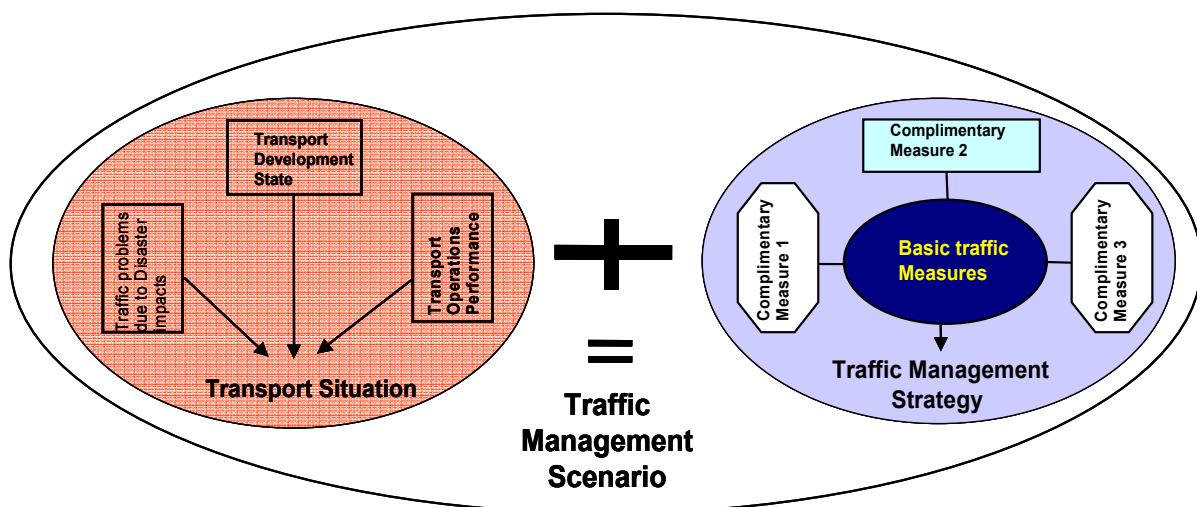 Transport
Development
State
Traffic problems
due to Disaster
impacts
Transport
Operations
Performance
Transport Situation
+
=
Traffic
Management
Scenario
Complimentary
Measure 2
Complimentary
Measure 1
Basic traffic
Measures
Complimentary
Measure 3
Traffic Management
Strategy